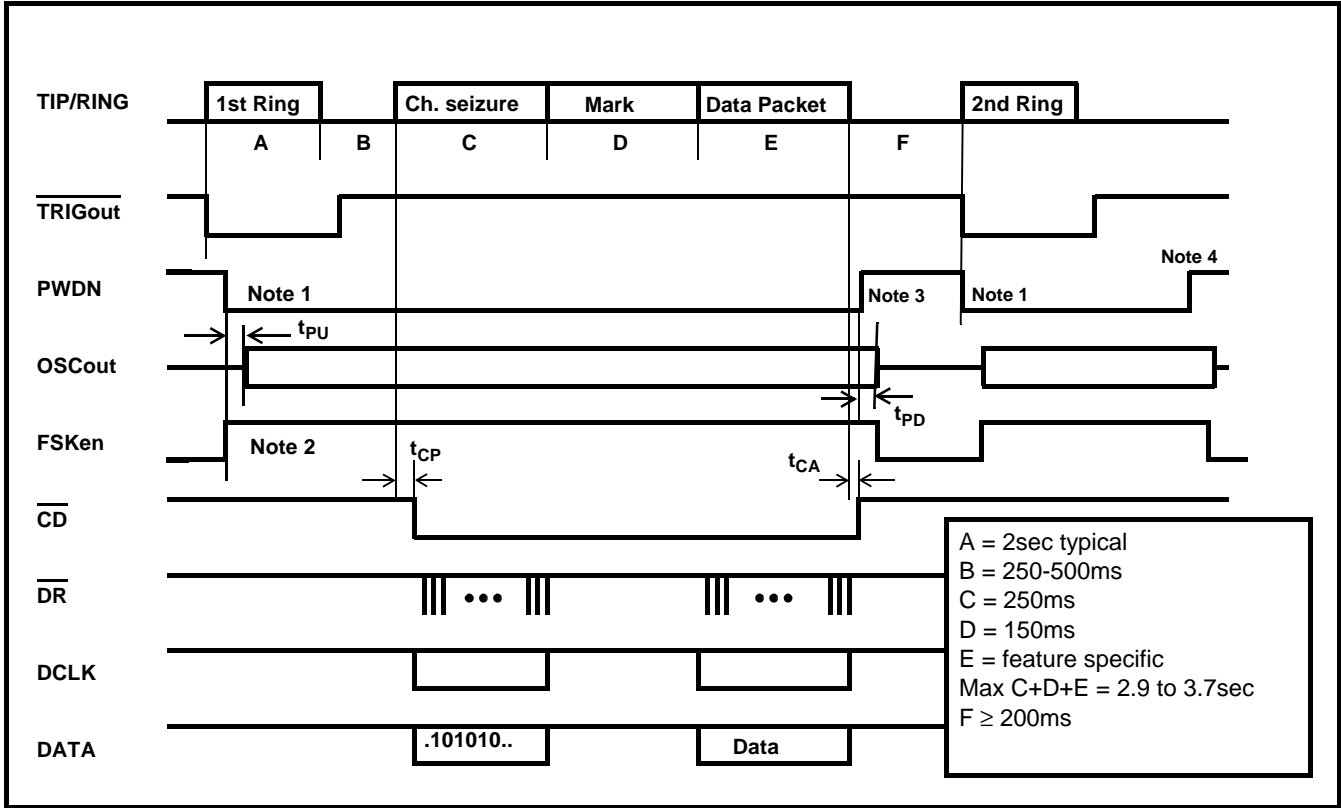 TIP/RING
1st Ring
Ch. seizure
Mark
Data Packet
2nd Ring
A
B
C
D
E
F
TRIGout
PWDN
Note 1
Note 3
Note 1
Note 4
tPU
OSCout
tPD
FSKen
Note 2
tCP
tCA
CD
A = 2sec typical
B = 250-500ms
C = 250ms
D = 150ms
E = feature specific
Max C+D+E = 2.9 to 3.7sec
F ≥ 200ms
DR
DCLK
DATA
.101010..
Data